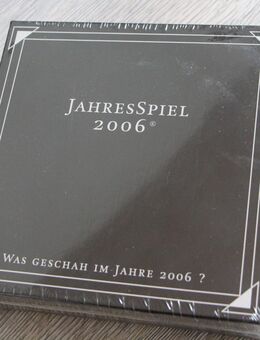 JAHRESSPIEL
2006©
WAS GESCHAH IM JAHRE 2006 ?